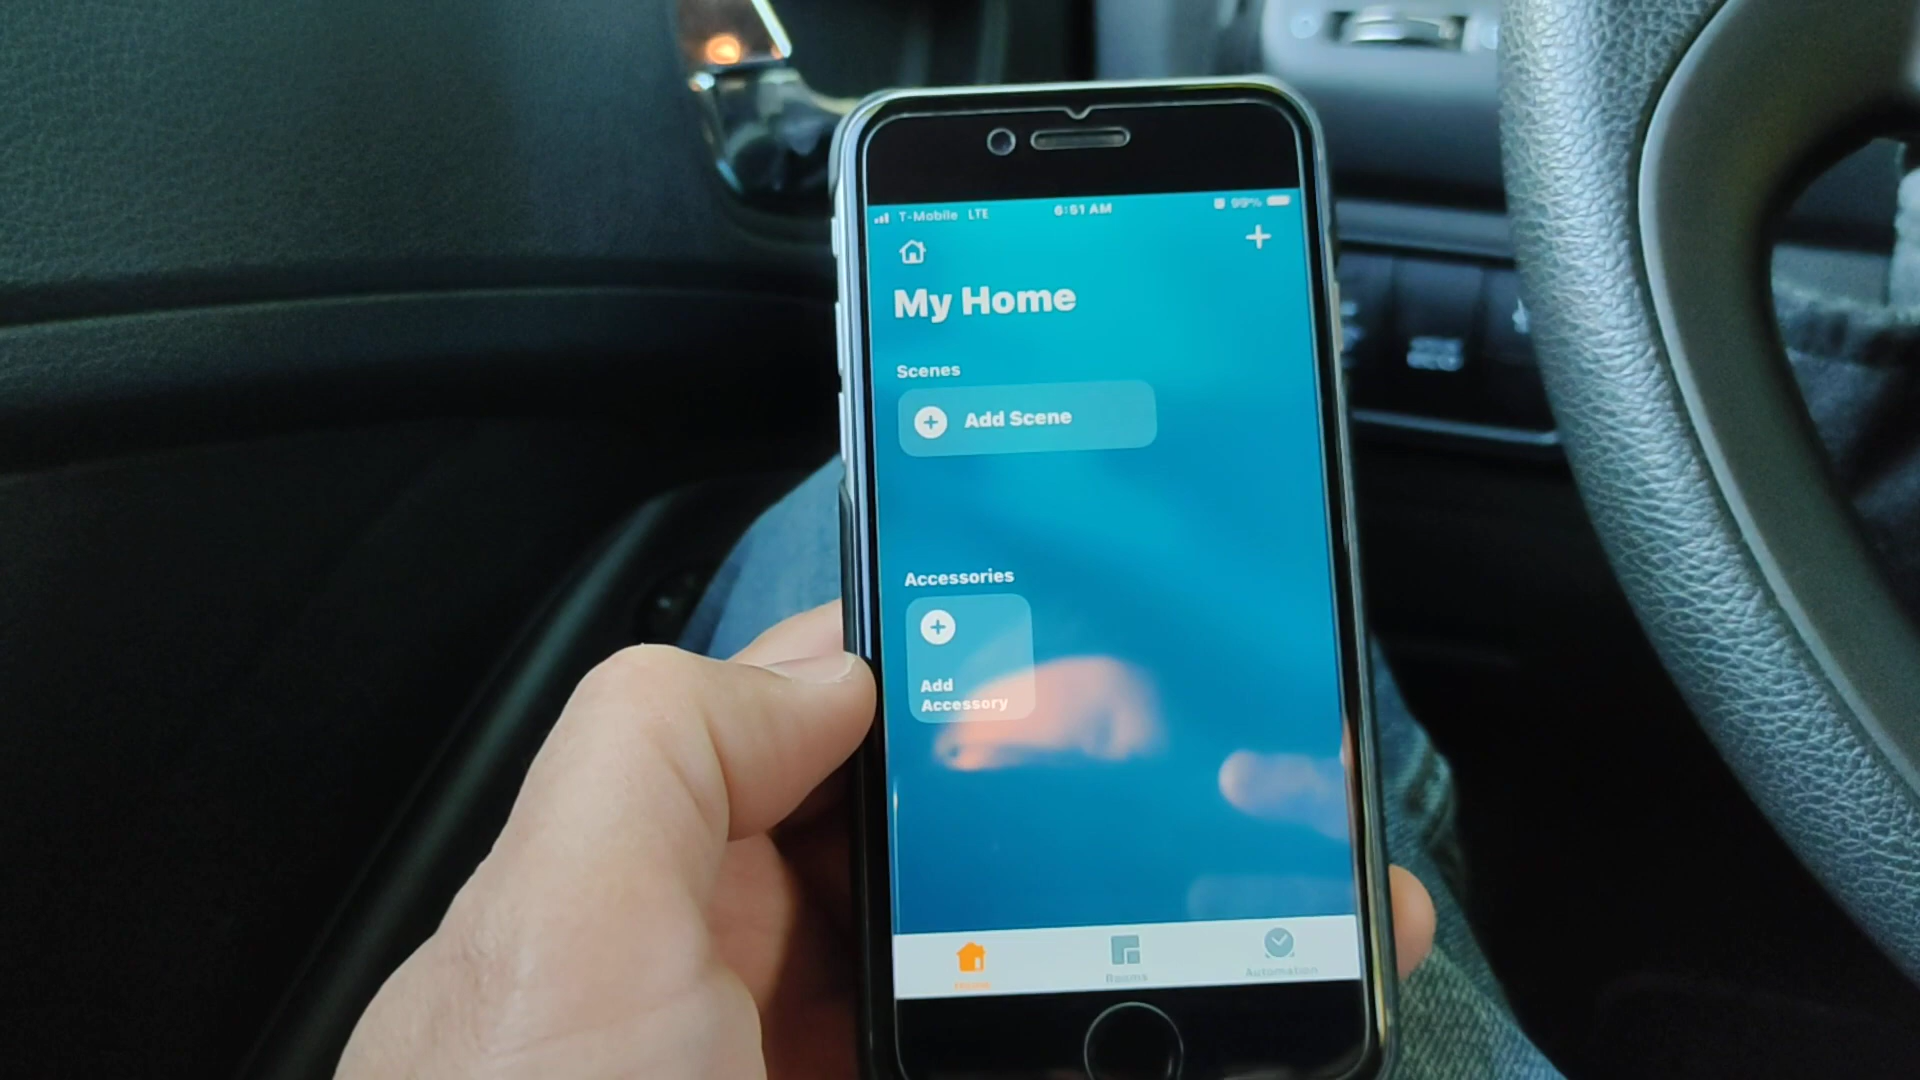 T-Mobile LTE 6:51 AM 99%
My Home
Scenes
Add Scene
Accessories
Add
Accessory
Home Rooms Automation